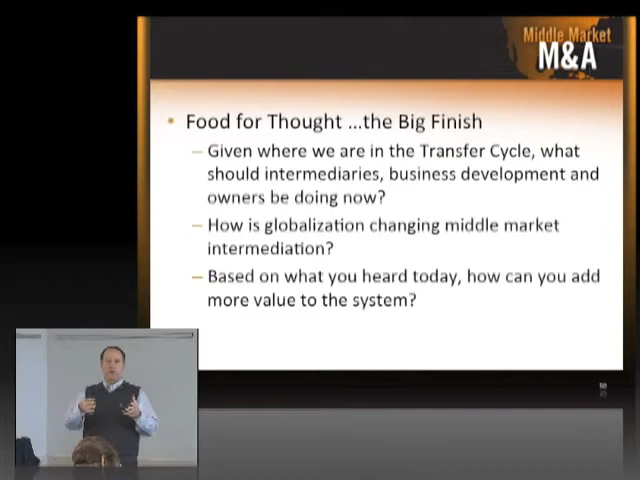 Middle Market
M&A
• Food for Thought ...the Big Finish
– Given where we are in the Transfer Cycle, what
should intermediaries, business development and
owners be doing now?
– How is globalization changing middle market
intermediation?
– Based on what you heard today, how can you add
more value to the system?